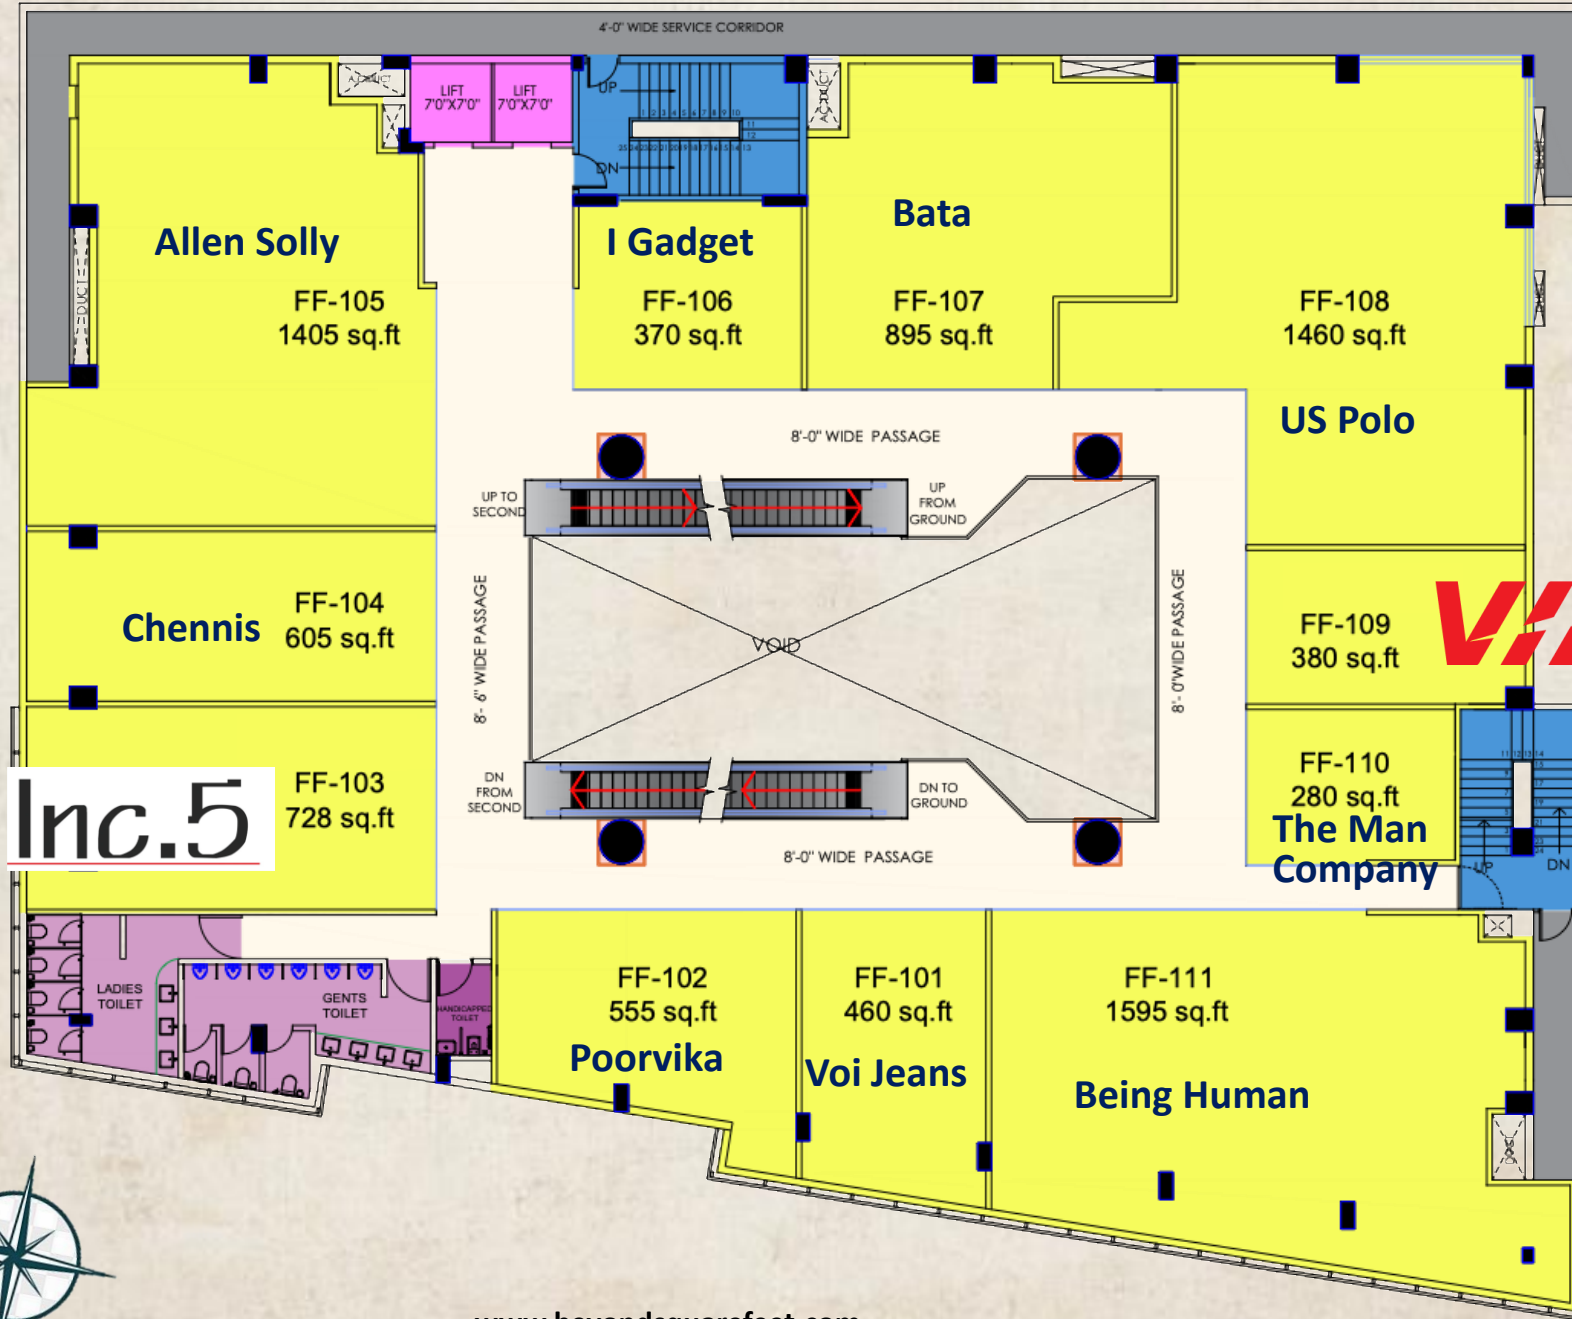 4'-0" WIDE SERVICE CORRIDOR
LIFT
7'0"X7'0"
LIFT
7'0"X7'0"
UP
DN
Allen Solly
FF-105
1405 sq.ft
DUCT
I Gadget
FF-106
370 sq.ft
Bata
FF-107
895 sq.ft
FF-108
1460 sq.ft
US Polo
8'-0" WIDE PASSAGE
UP TO
SECOND
UP
FROM
GROUND
Chennis
FF-104
605 sq.ft
8'- 6" WIDE PASSAGE
VOID
8'- 0"WIDE PASSAGE
FF-109
380 sq.ft
Inc.5
FF-103
728 sq.ft
DN
FROM
SECOND
DN TO
GROUND
FF-110
280 sq.ft
The Man
Company
UP
DN
8'-0" WIDE PASSAGE
LADIES
TOILET
GENTS
TOILET
HANDICAPPED
TOILET
FF-102
555 sq.ft
Poorvika
FF-101
460 sq.ft
Voi Jeans
FF-111
1595 sq.ft
Being Human